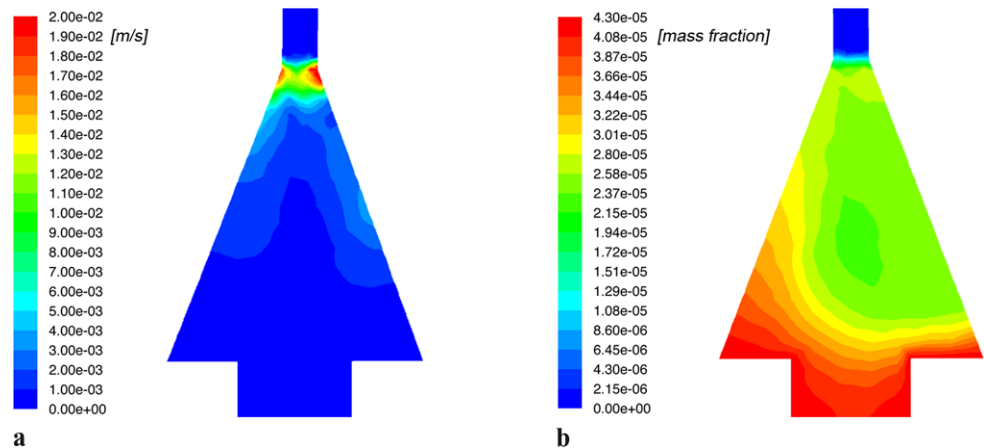 2.00e-02
1.90e-02 [m/s]
1.80e-02
1.70e-02
1.60e-02
1.50e-02
1.40e-02
1.30e-02
1.20e-02
1.10e-02
1.00e-02
9.00e-03
8.00e-03
7.00e-03
6.00e-03
5.00e-03
4.00e-03
3.00e-03
2.00e-03
1.00e-03
0.00e+00
a
4.30e-05
4.08e-05 [mass fraction]
3.87e-05
3.66e-05
3.44e-05
3.22e-05
3.01e-05
2.80e-05
2.58e-05
2.37e-05
2.15e-05
1.94e-05
1.72e-05
1.51e-05
1.29e-05
1.08e-05
8.60e-06
6.45e-06
4.30e-06
2.15e-06
0.00e+00
b